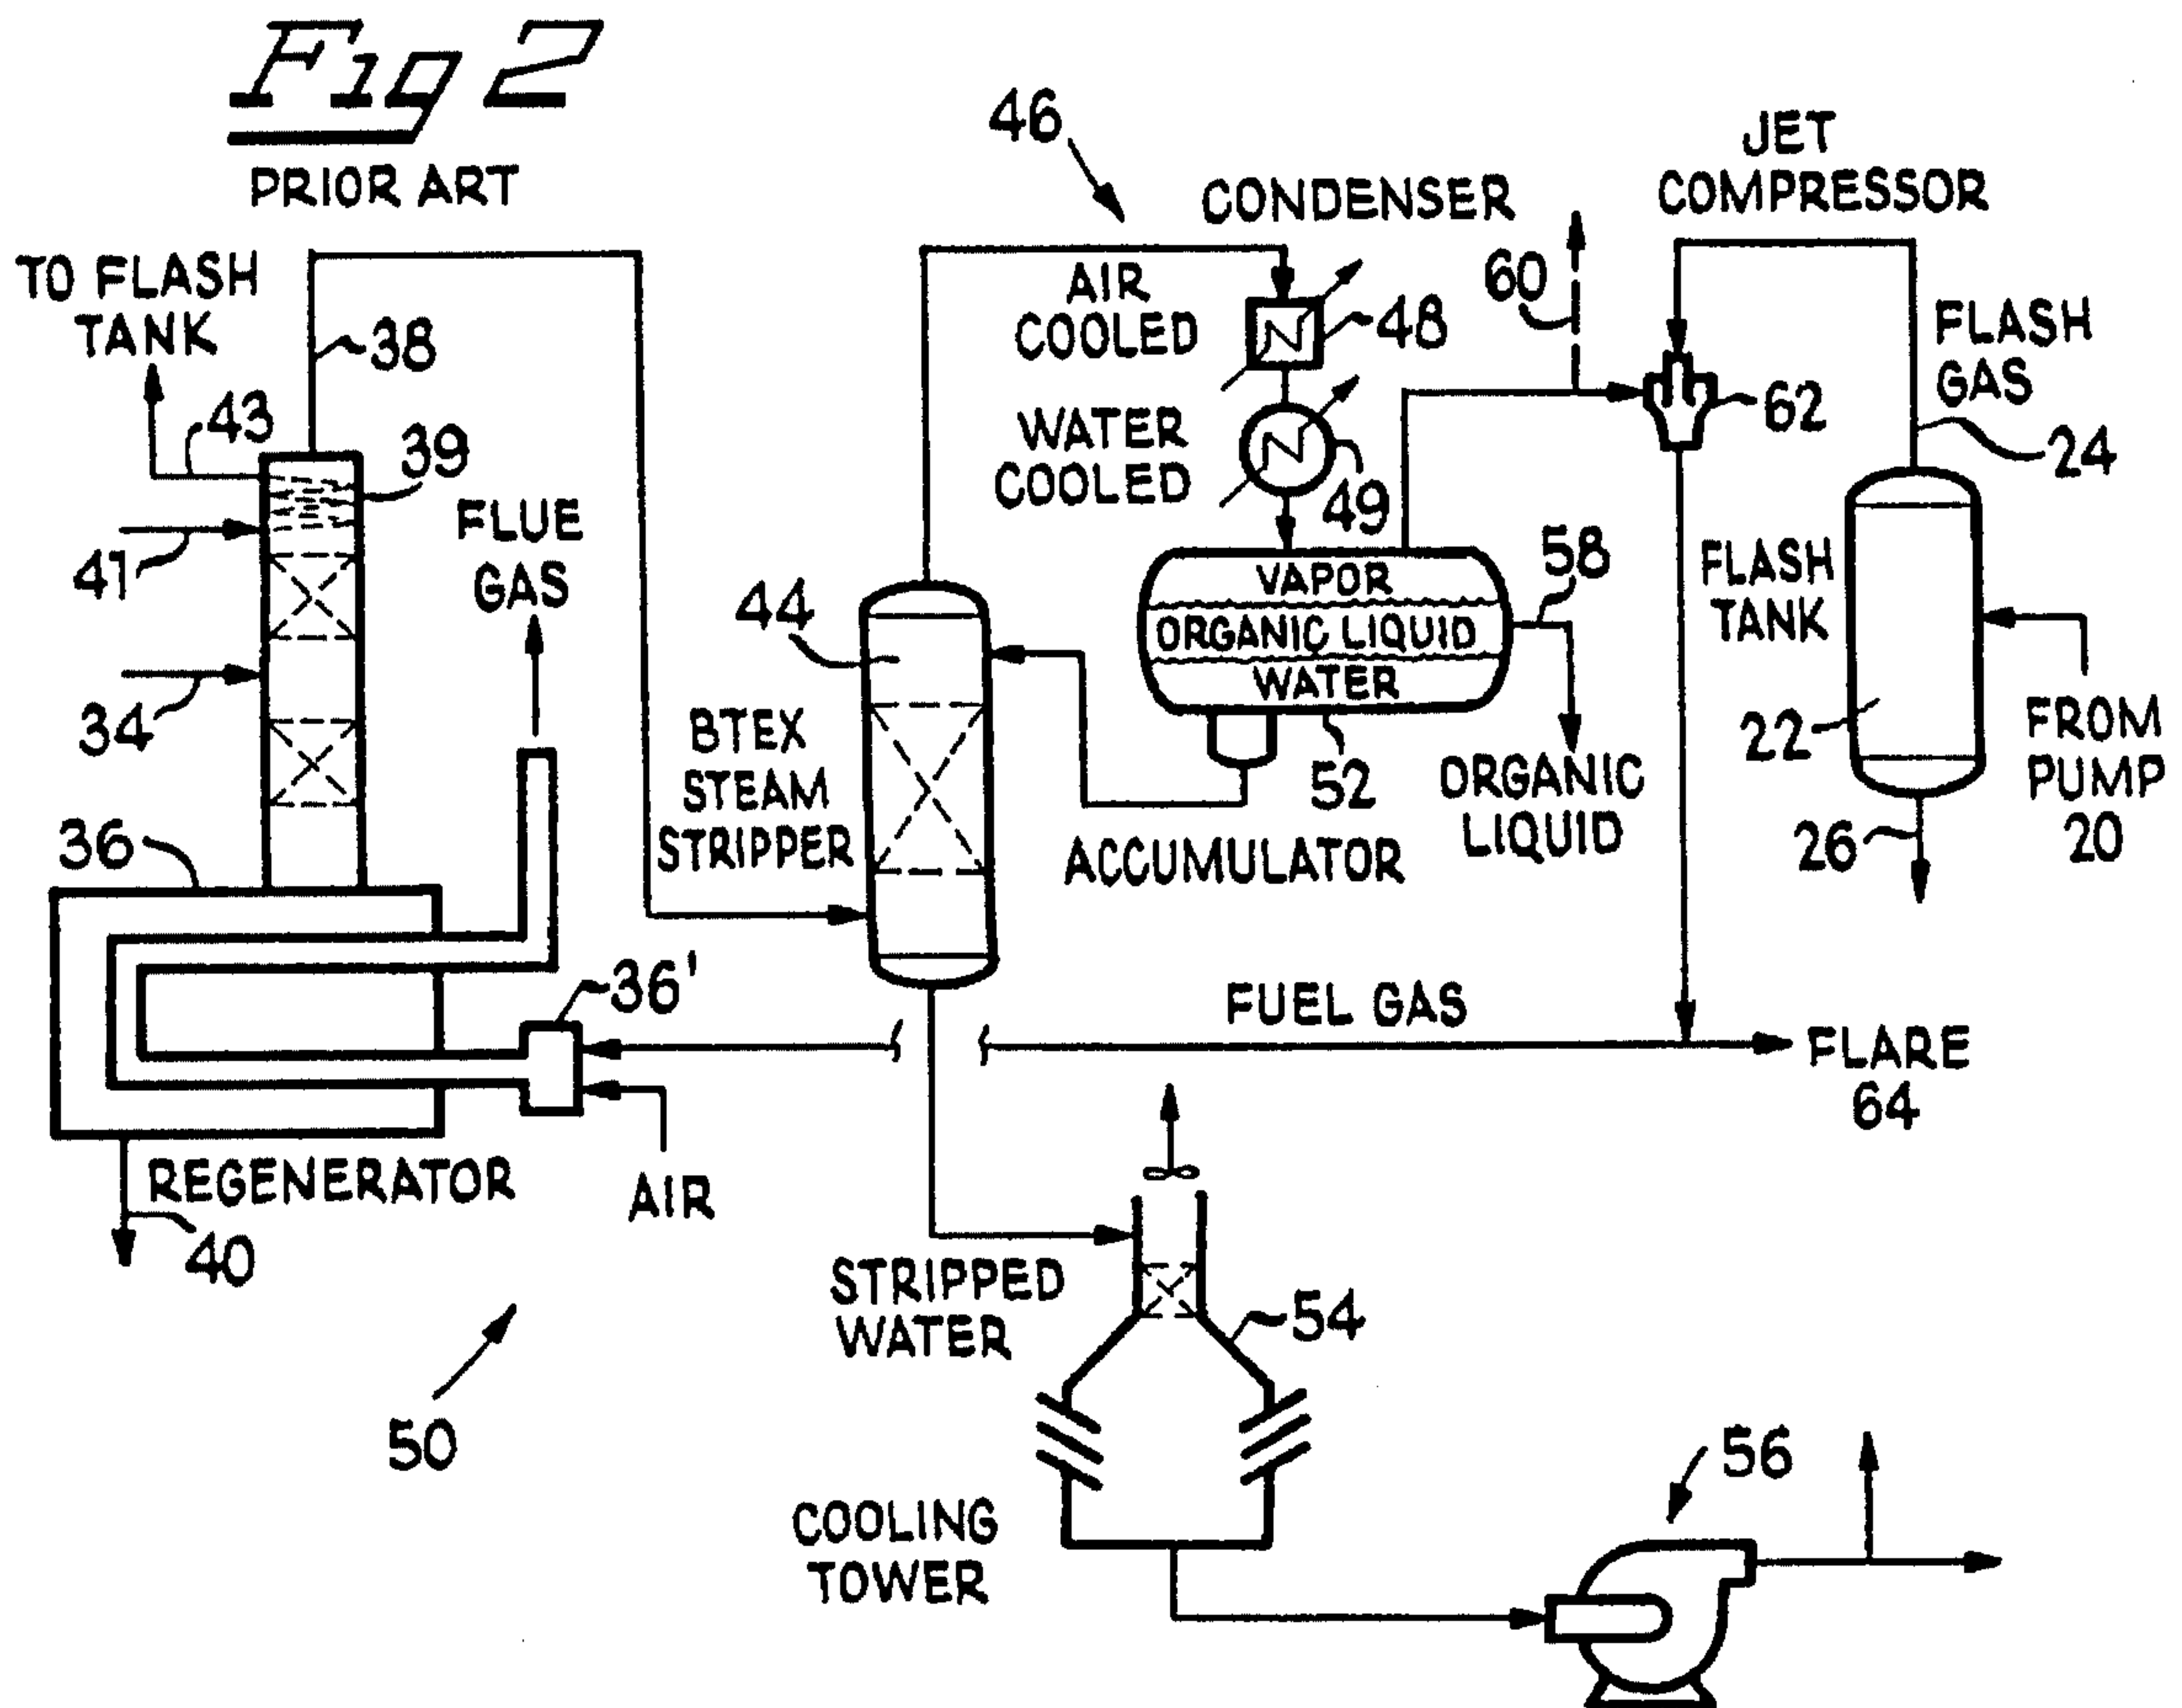 Fig 2
PRIOR ART
46
JET
COMPRESSOR
CONDENSER
TO FLASH
TANK
38
AIR
COOLED
48
60
FLASH
GAS
62
24
43
39
WATER
COOLED
49
41
FLUE
GAS
44
VAPOR
ORGANIC LIQUID
WATER
58
FLASH
TANK
34
BTEX
STEAM
STRIPPER
52
ORGANIC
LIQUID
22
FROM
PUMP
20
26
36
ACCUMULATOR
36'
FUEL GAS
FLARE
64
REGENERATOR
AIR
40
STRIPPED
WATER
54
50
COOLING
TOWER
56